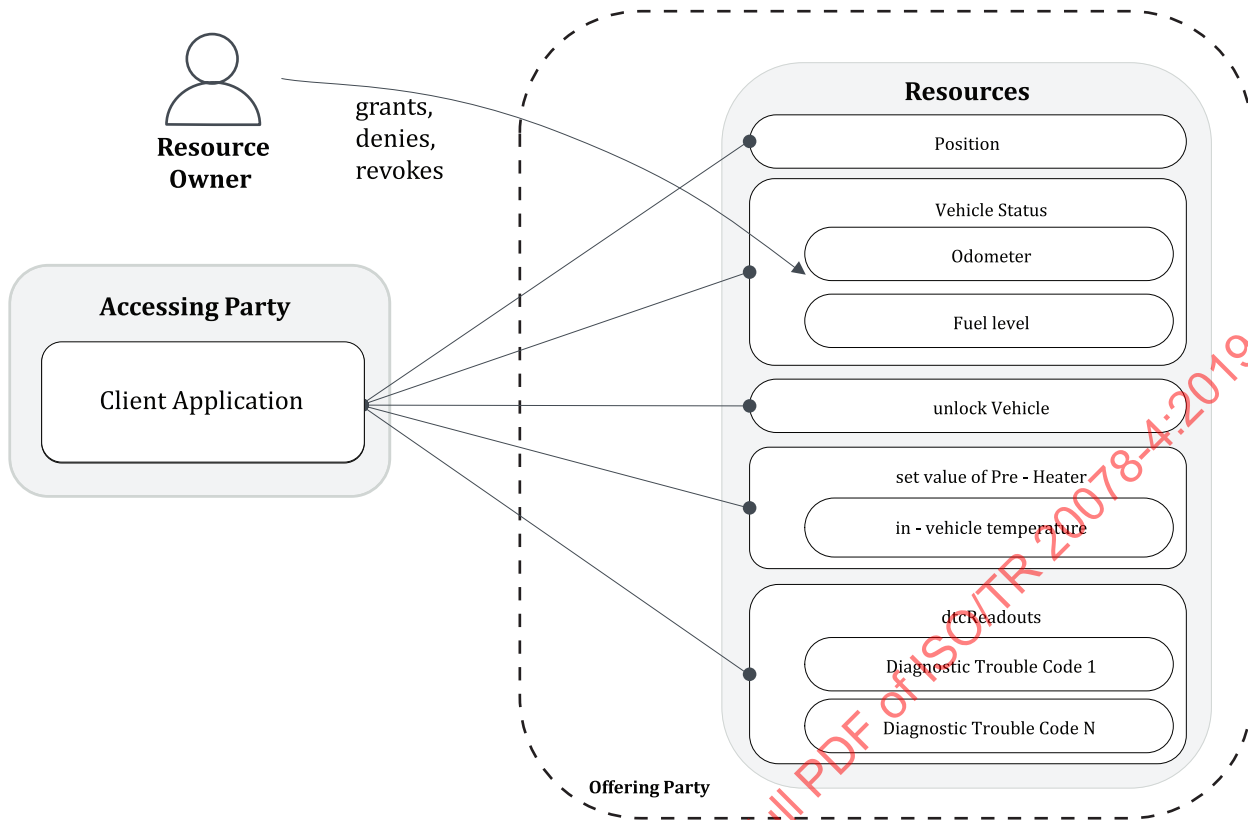 Resource
Owner
grants,
denies,
revokes
Accessing Party
Client Application
Resources
Position
Vehicle Status
Odometer
Fuel level
unlock Vehicle
set value of Pre - Heater
in - vehicle temperature
dtcReadouts
Diagnostic Trouble Code 1
Diagnostic Trouble Code N
Offering Party
PDF of ISO/TR 20078-4:2019